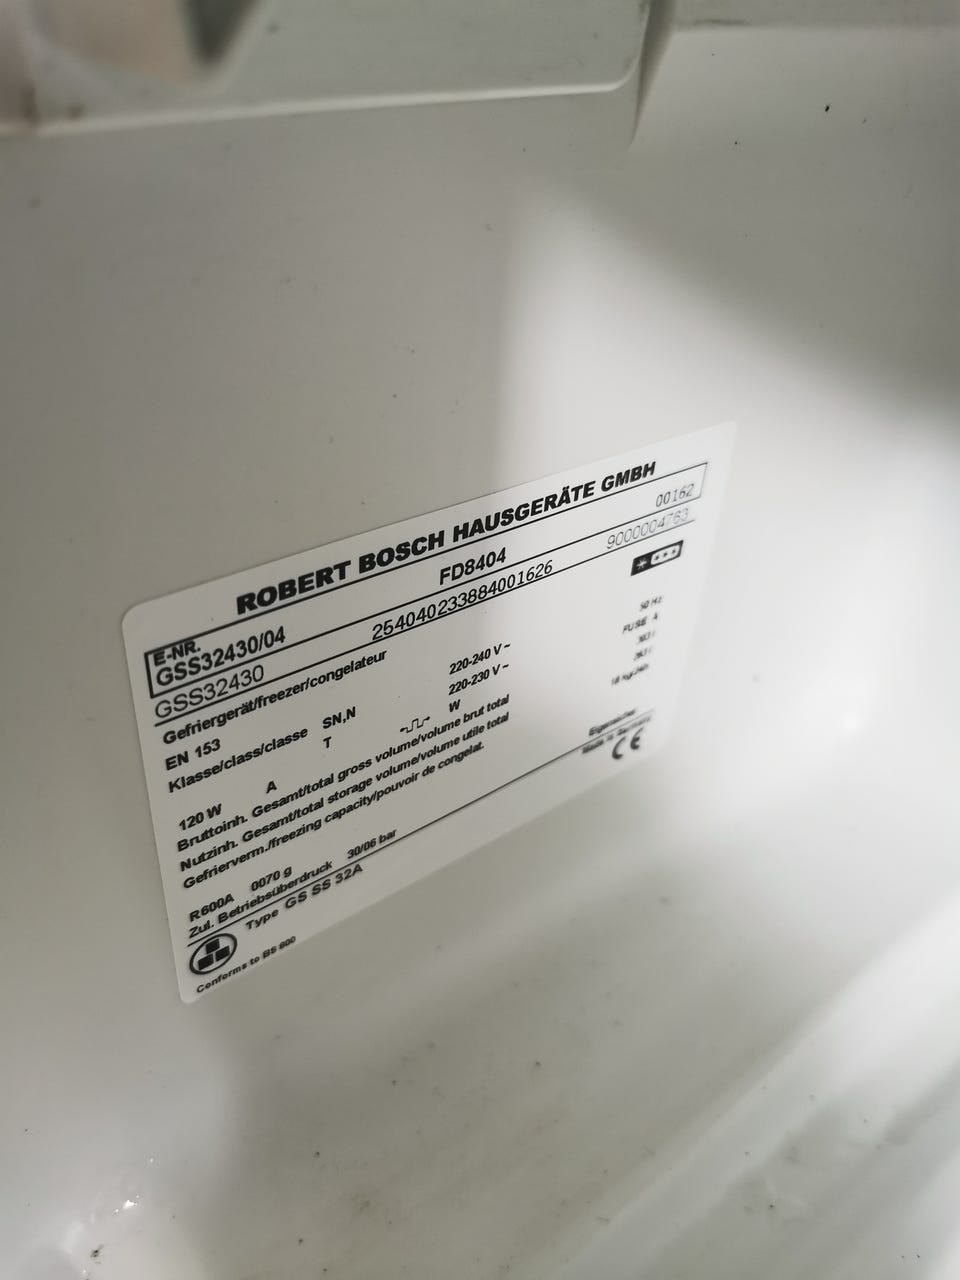 ROBERT BOSCH HAUSGERÄTE GMBH
E-NR.
GSS32430/04 FD8404 00162
GSS32430 254040233884001626 9000004763
Gefriergerät/freezer/congelateur
EN 153 220-240 V ~ 50 Hz
Klasse/class/classe SN,N 220-230 V ~ FUSE A
T W
120 W A
Bruttoinh. Gesamt/total gross volume/volume brut total
Nutzinh. Gesamt/total storage volume/volume utile total
Gefrierverm./freezing capacity/pouvoir de congelat.
R600A 0070 g
Zul. Betriebsüberdruck 30/06 bar
Type GS SS 32A
Made in Germany
CE
Conforms to BS